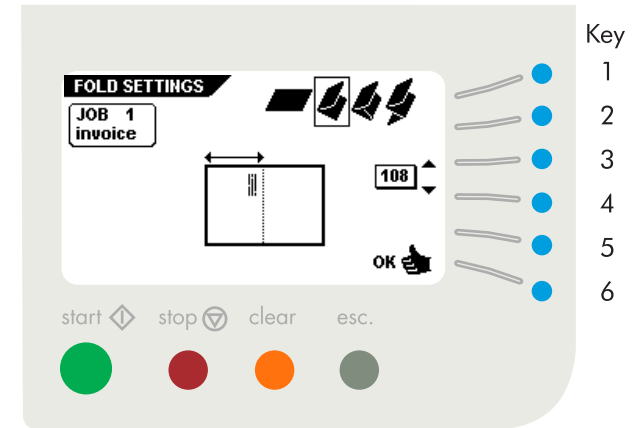 Key
FOLD SETTINGS
JOB 1
invoice
108
OK
1
2
3
4
5
6
start stop clear esc.